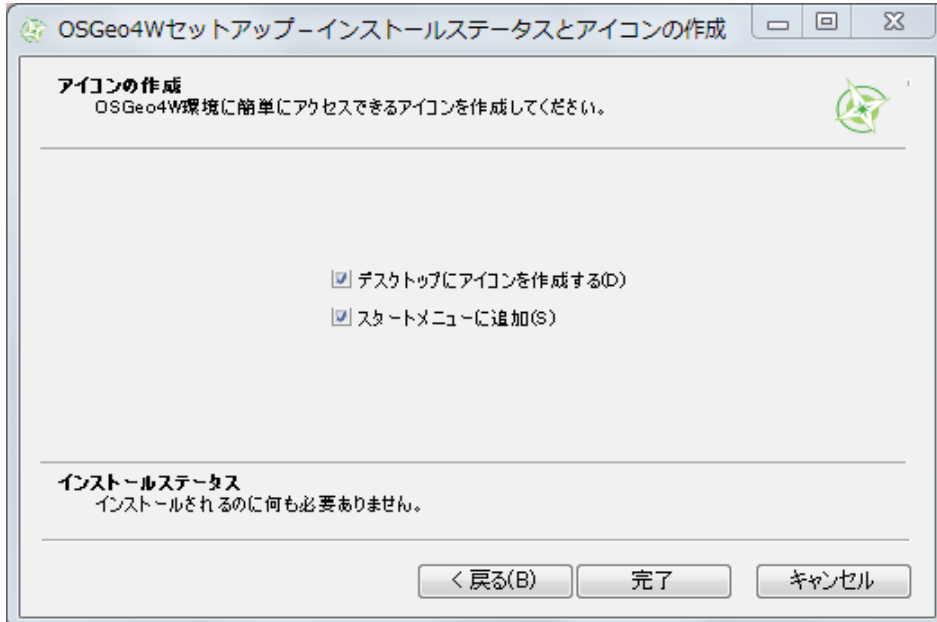 OSGeo4Wセットアップ－インストールステータスとアイコンの作成
アイコンの作成
OSGeo4W環境に簡単にアクセスできるアイコンを作成してください。
デスクトップにアイコンを作成する(D)
スタートメニューに追加(S)
インストールステータス
インストールされるのに何も必要ありません。
< 戻る(B)
完了
キャンセル